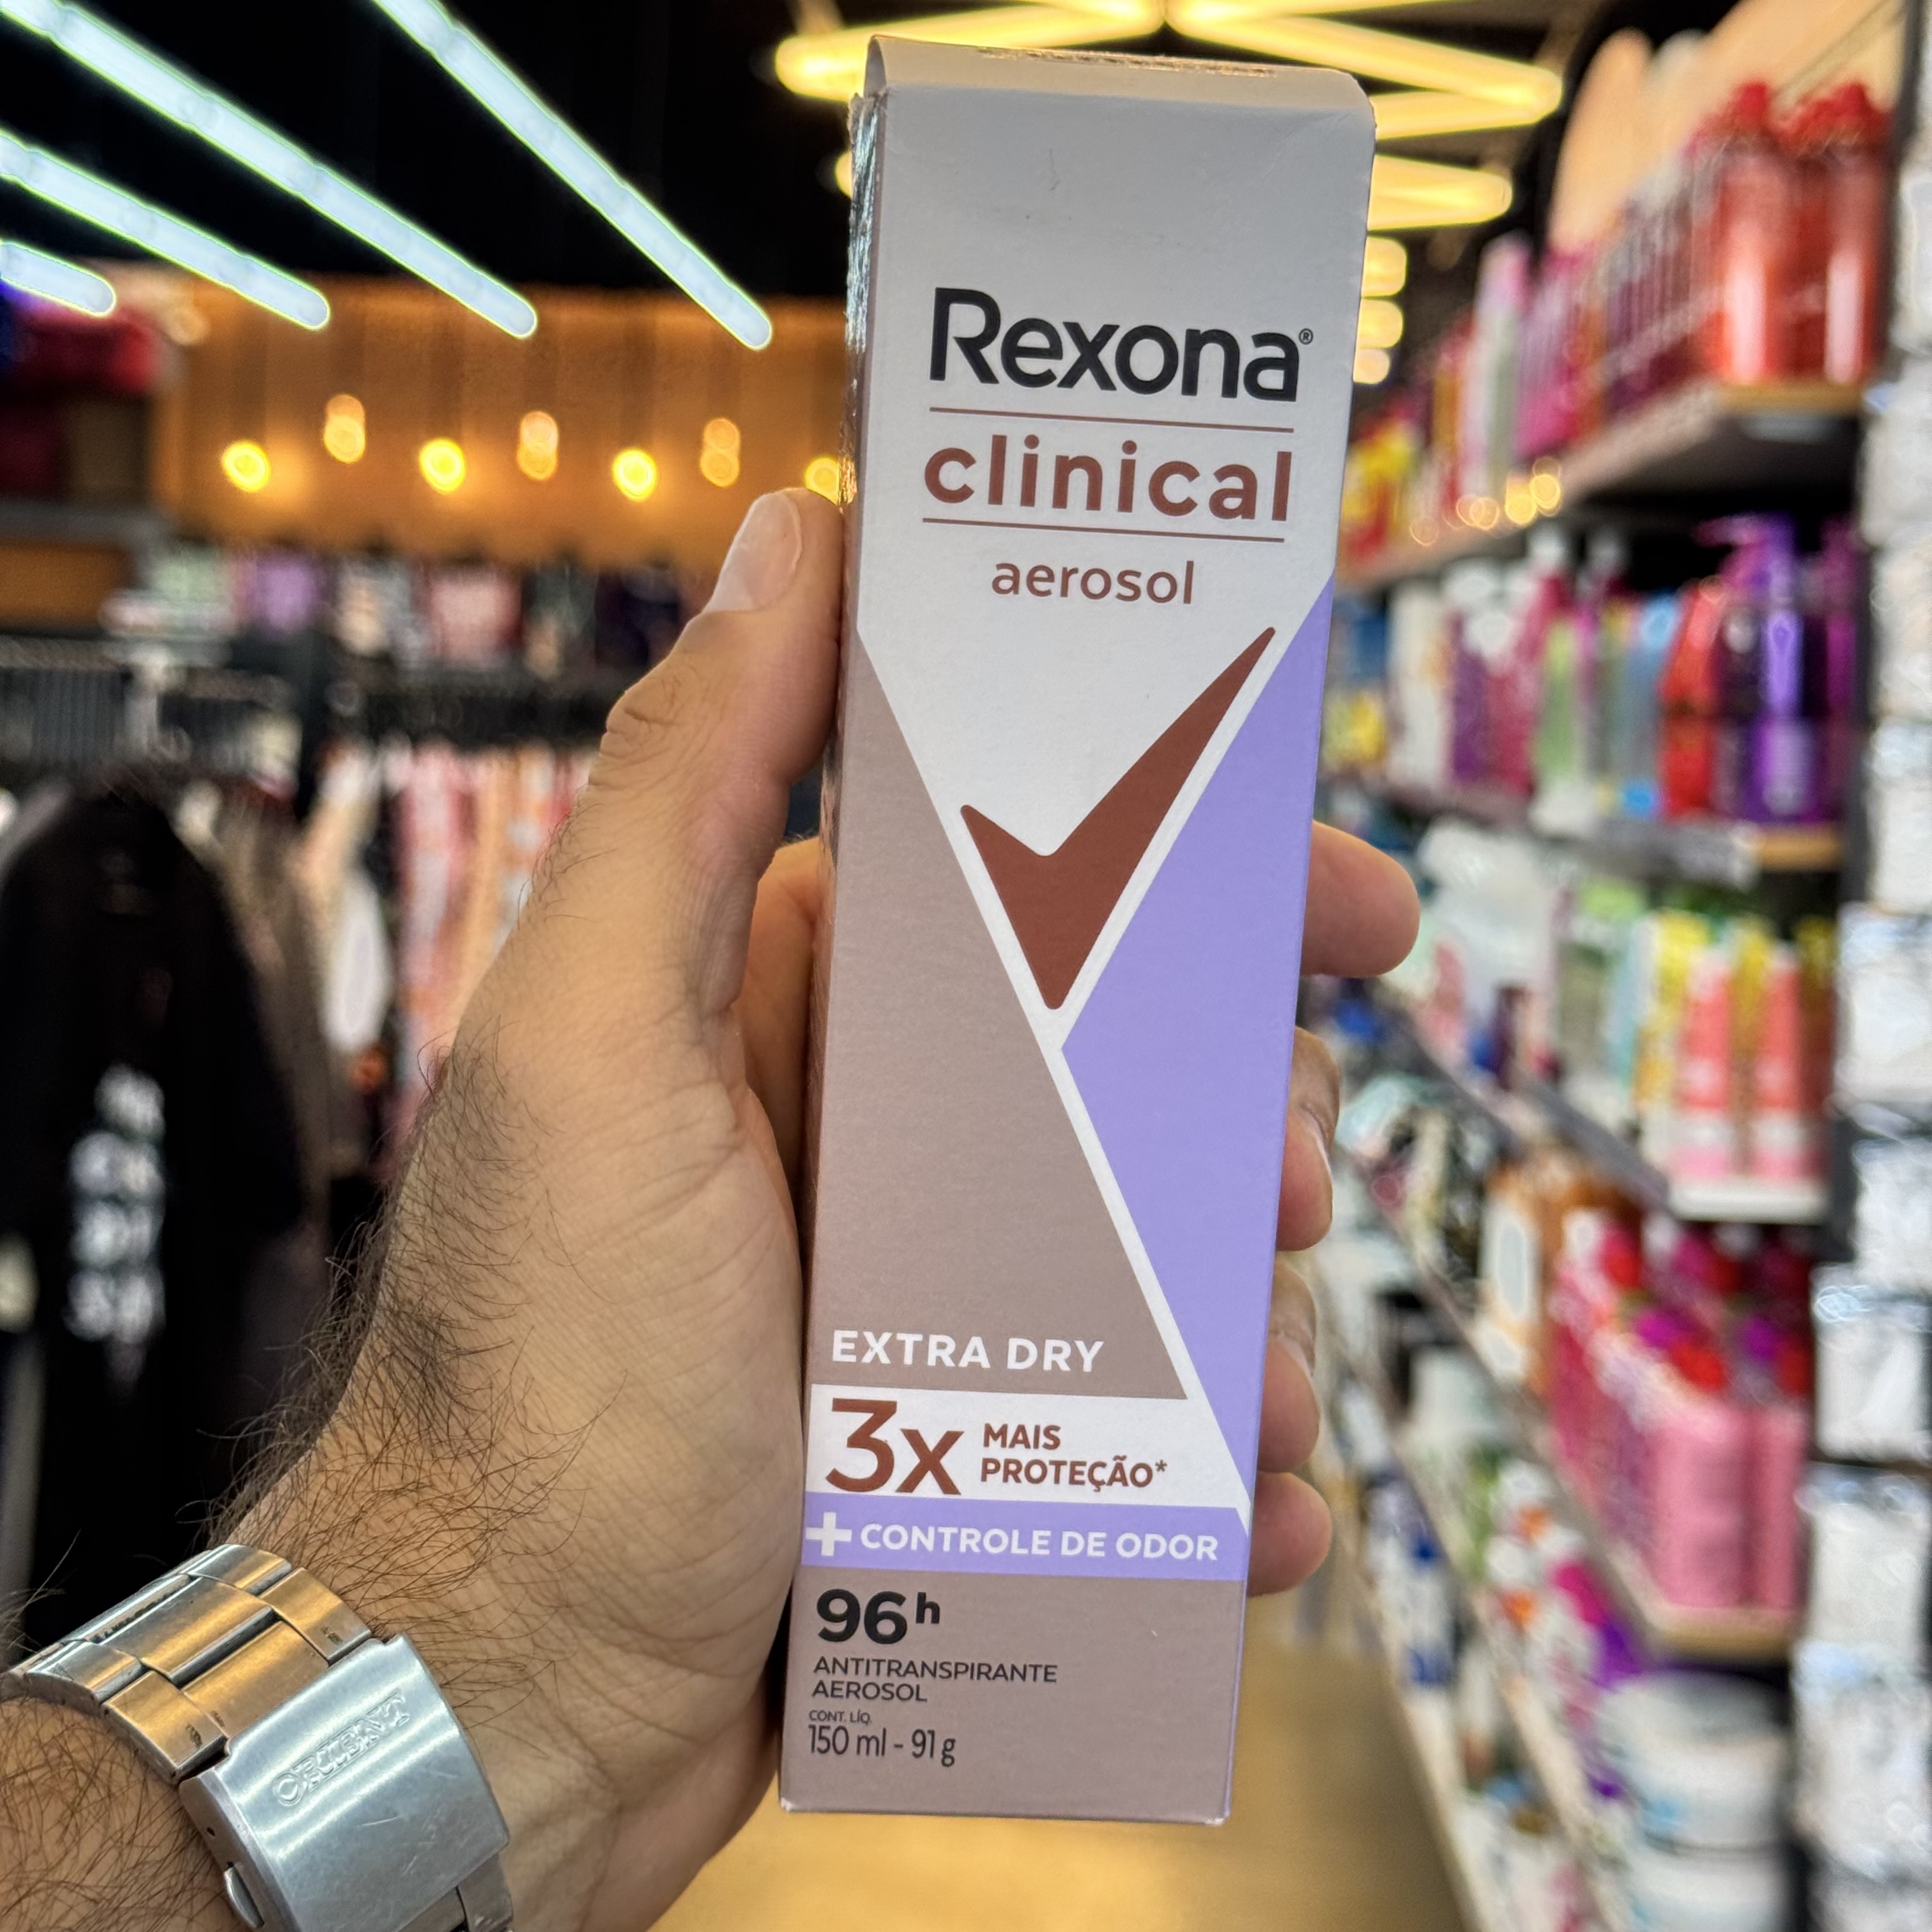 Rexona®
clinical
aerosol
EXTRA DRY
3x MAIS
PROTEÇÃO*
+ CONTROLE DE ODOR
96h
ANTITRANSPIRANTE
AEROSOL
CONT. LÍQ.
150 ml - 91 g
ORIENT